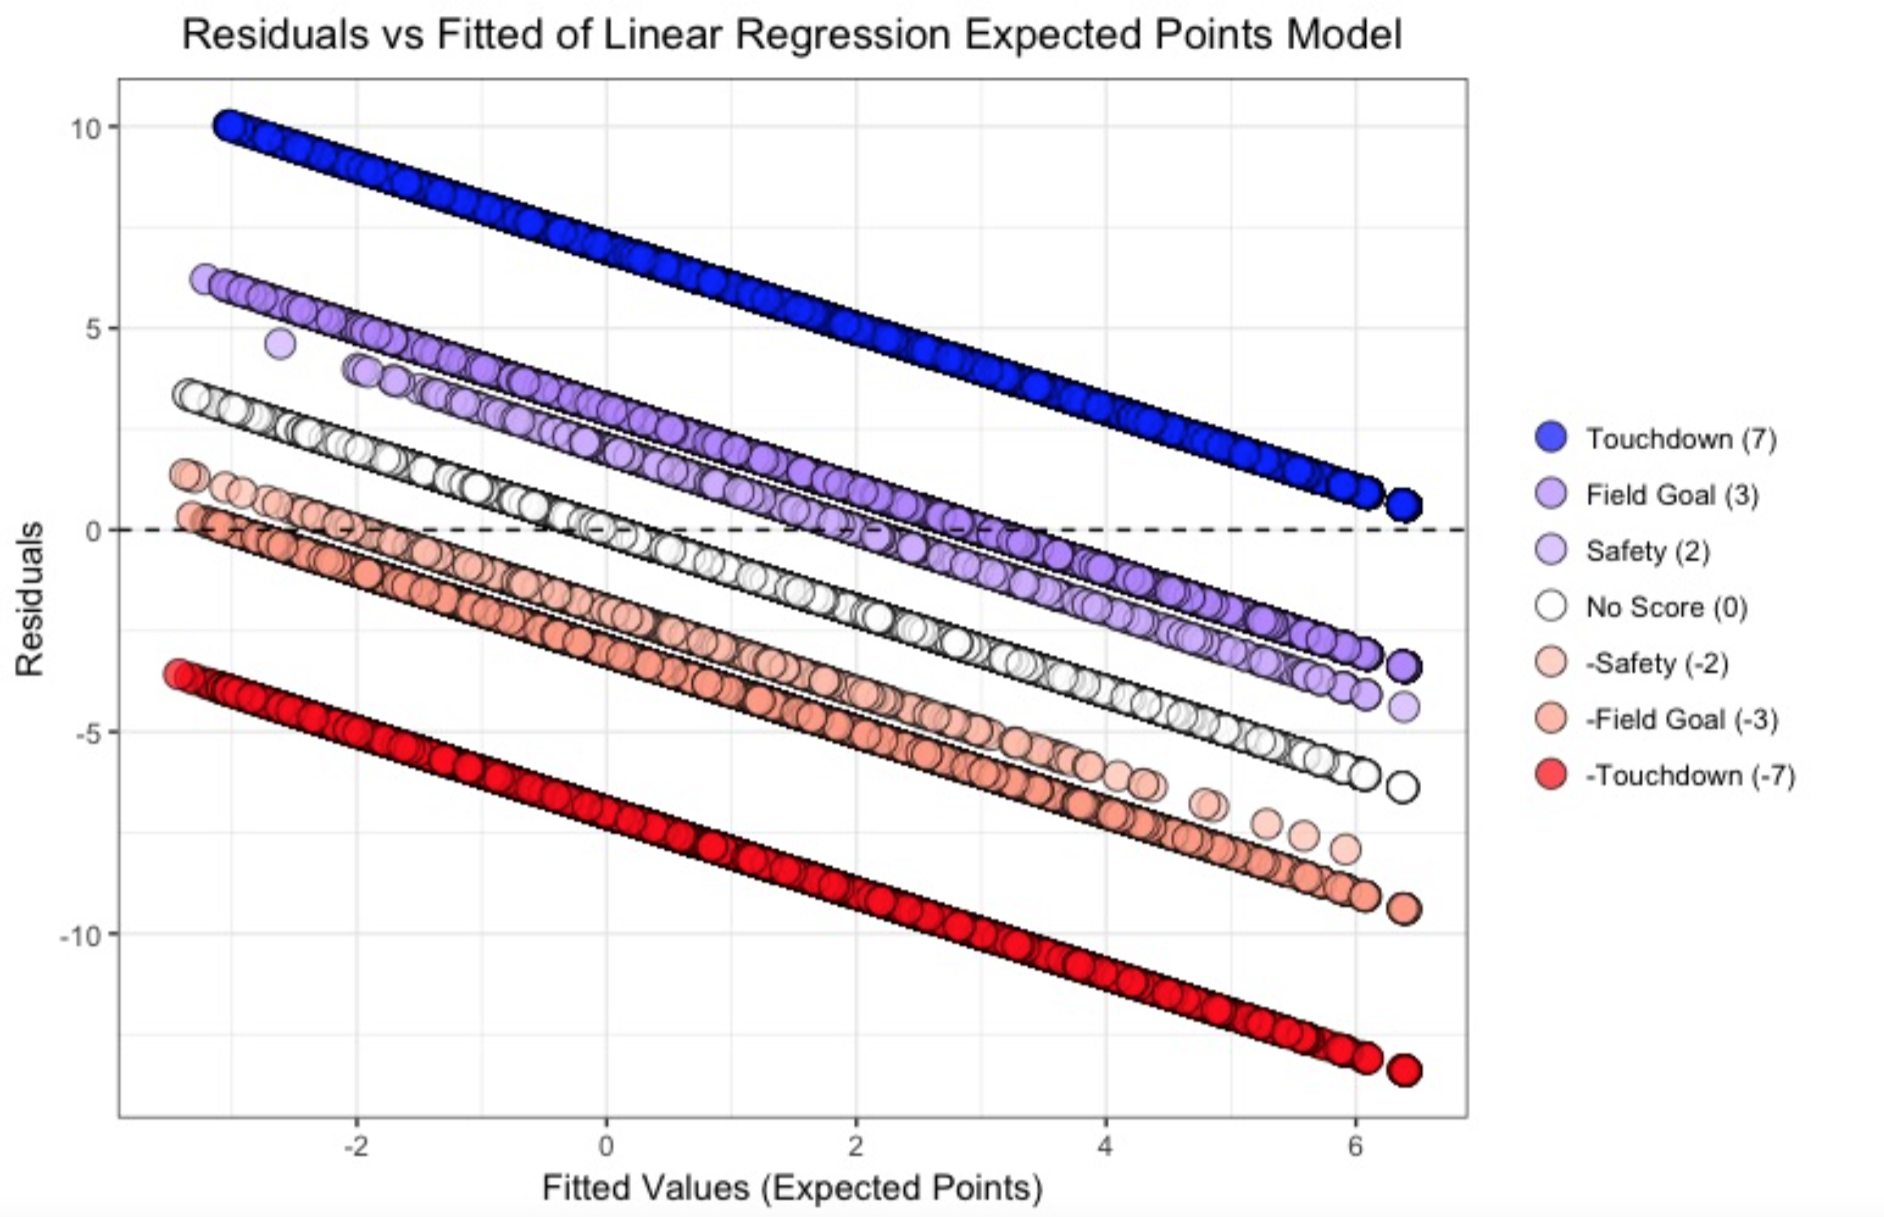 Residuals vs Fitted of Linear Regression Expected Points Model
10
5
0
-5
-10
Residuals
-2 0 2 4 6
Fitted Values (Expected Points)
Touchdown (7)
Field Goal (3)
Safety (2)
No Score (0)
-Safety (-2)
-Field Goal (-3)
-Touchdown (-7)